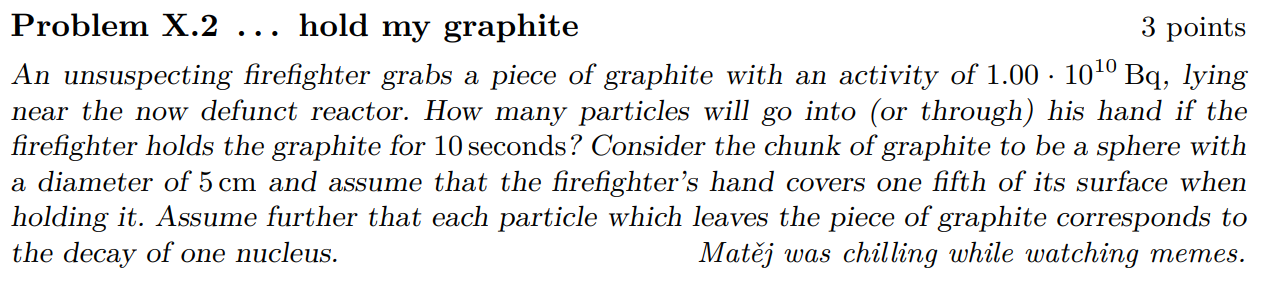 Problem X.2 ... hold my graphite 3 points
An unsuspecting firefighter grabs a piece of graphite with an activity of 1.00 · 10¹⁰ Bq, lying
near the now defunct reactor. How many particles will go into (or through) his hand if the
firefighter holds the graphite for 10 seconds? Consider the chunk of graphite to be a sphere with
a diameter of 5 cm and assume that the firefighter's hand covers one fifth of its surface when
holding it. Assume further that each particle which leaves the piece of graphite corresponds to
the decay of one nucleus. Matěj was chilling while watching memes.